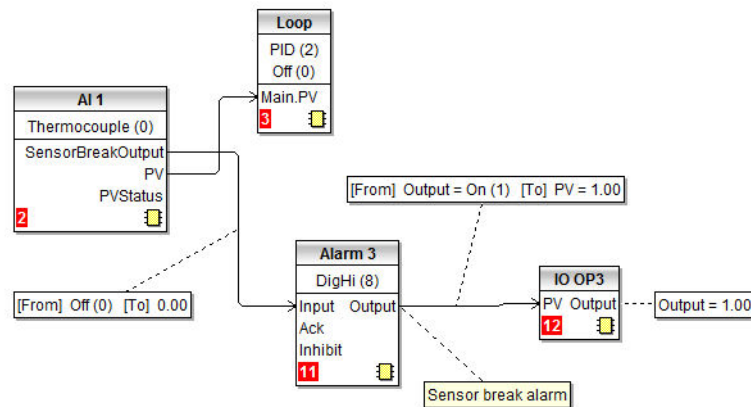 Loop
PID (2)
Off (0)
Main.PV
3
AI 1
Thermocouple (0)
SensorBreakOutput
PV
PVStatus
2
[From] Output = On (1) [To] PV = 1.00
Alarm 3
DigHi (8)
Input Output
Ack
Inhibit
11
IO OP3
PV Output
12
Output = 1.00
[From] Off (0) [To] 0.00
Sensor break alarm